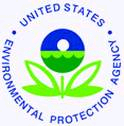 UNITED STATES
ENVIRONMENTAL PROTECTION AGENCY